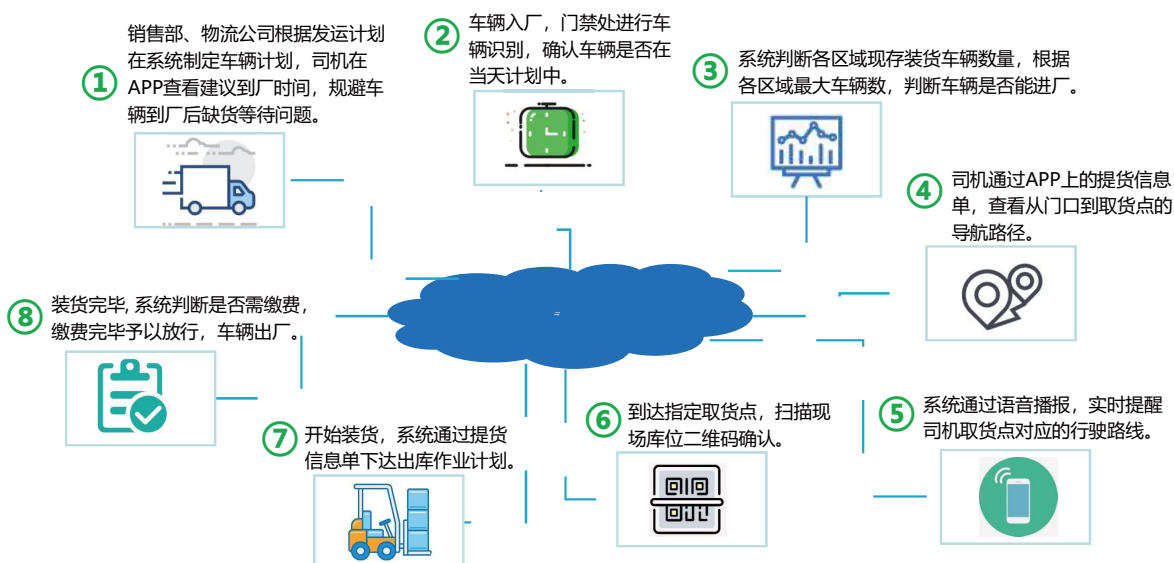 ①
销售部、物流公司根据发运计划
在系统制定车辆计划，司机在
APP查看建议到厂时间，规避车
辆到厂后缺货等待问题。
②
车辆入厂，门禁处进行车
辆识别，确认车辆是否在
当天计划中。
③
系统判断各区域现存装货车辆数量，根据
各区域最大车辆数，判断车辆是否能进厂。
④
司机通过APP上的提货信息
单，查看从门口到取货点的
导航路径。
⑤
系统通过语音播报，实时提醒
司机取货点对应的行驶路线。
⑥
到达指定取货点，扫描现
场库位二维码确认。
⑦
开始装货，系统通过提货
信息单下达出库作业计划。
⑧
装货完毕, 系统判断是否需缴费，
缴费完毕予以放行，车辆出厂。